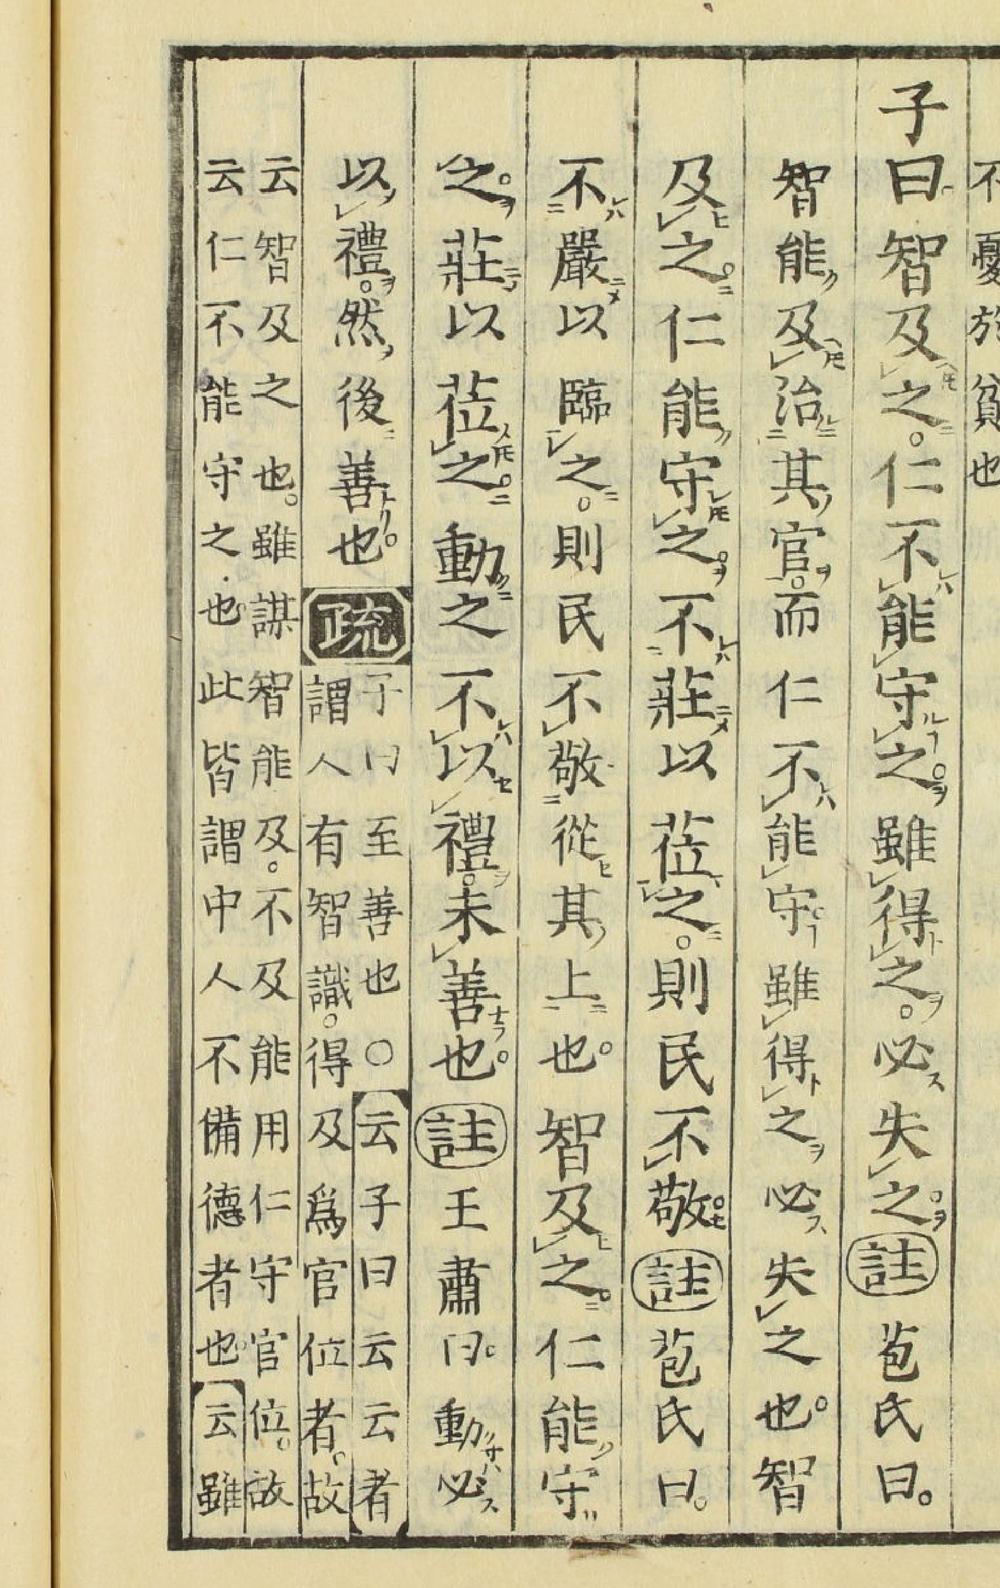 不憂於貧也
子曰智及之仁不能守之雖得之必失之註苞氏曰
智能及治其官而仁不能守雖得之必失之也智
及之仁能守之不莊以莅之則民不敬註苞氏曰
不嚴以臨之則民不敬從其上也智及之仁能守
之莊以莅之動之不以禮未善也註王肅曰動必
以禮然後善也疏
子曰至善也○云子曰云云者
謂人有智識得及爲官位者故
云智及之也雖謀智能及不及能用仁守官位故
云仁不能守之也此皆謂中人不備德者也云雖